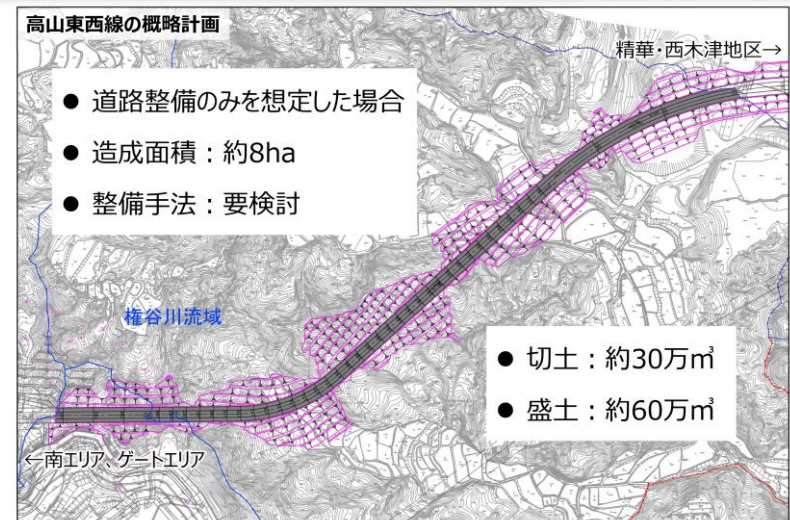 高山東西線の概略計画
精華・西木津地区→
● 道路整備のみを想定した場合
● 造成面積：約8ha
● 整備手法：要検討
権谷川流域
● 切土：約30万㎥
● 盛土：約60万㎥
←南エリア、ゲートエリア